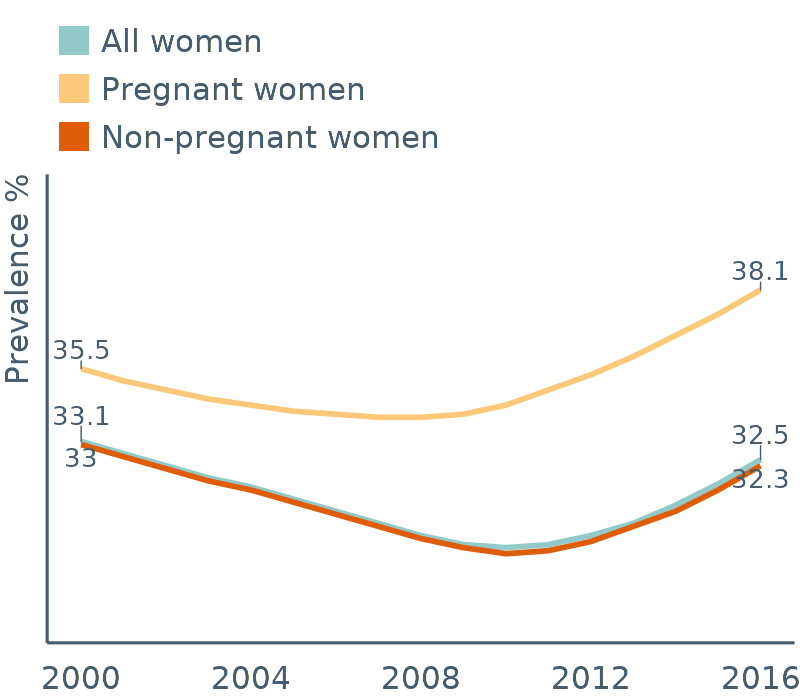 All women
Pregnant women
Non-pregnant women
Prevalence %
38.1
35.5
33.1
33
32.5
32.3
2000 2004 2008 2012 2016